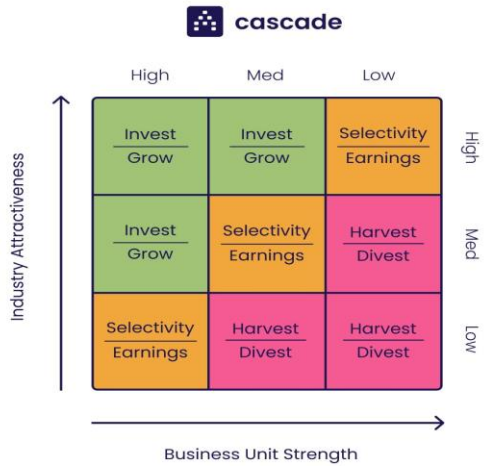 cascade
High Med Low
Invest Invest Selectivity
Grow Grow Earnings
High
Invest Selectivity Harvest
Grow Earnings Divest
Med
Selectivity Harvest Harvest
Earnings Divest Divest
Low
Industry Attractiveness
Business Unit Strength